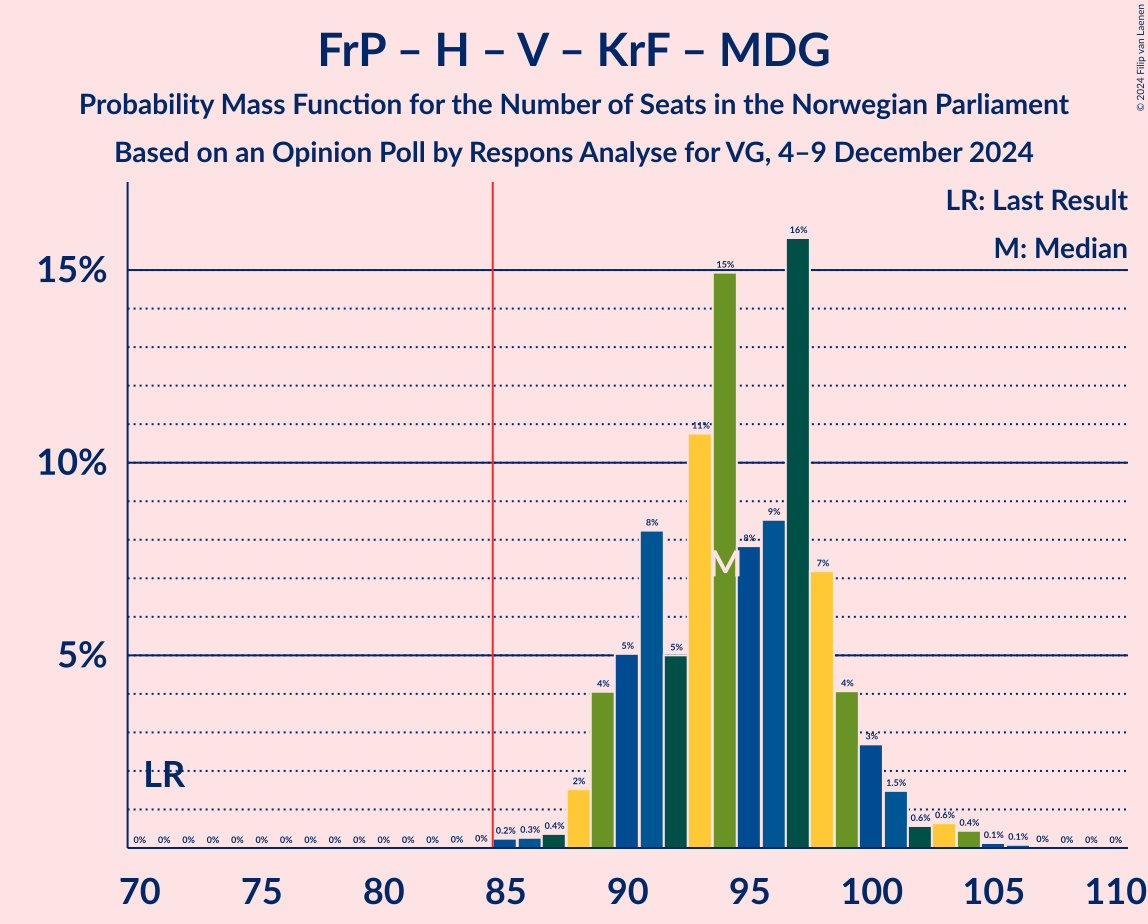 FrP – H – V – KrF – MDG
Probability Mass Function for the Number of Seats in the Norwegian Parliament
Based on an Opinion Poll by Respons Analyse for VG, 4–9 December 2024
© 2024 Filip van Laenen
LR: Last Result
M: Median
15%
10%
5%
LR
M
0% 0% 0% 0% 0% 0% 0% 0% 0% 0% 0% 0% 0% 0% 0% 0.2% 0.3% 0.4% 2% 4% 5% 8% 5% 11% 15% 8% 9% 16% 7% 4% 3% 1.5% 0.6% 0.6% 0.4% 0.1% 0.1% 0% 0% 0% 0%
70 75 80 85 90 95 100 105 110